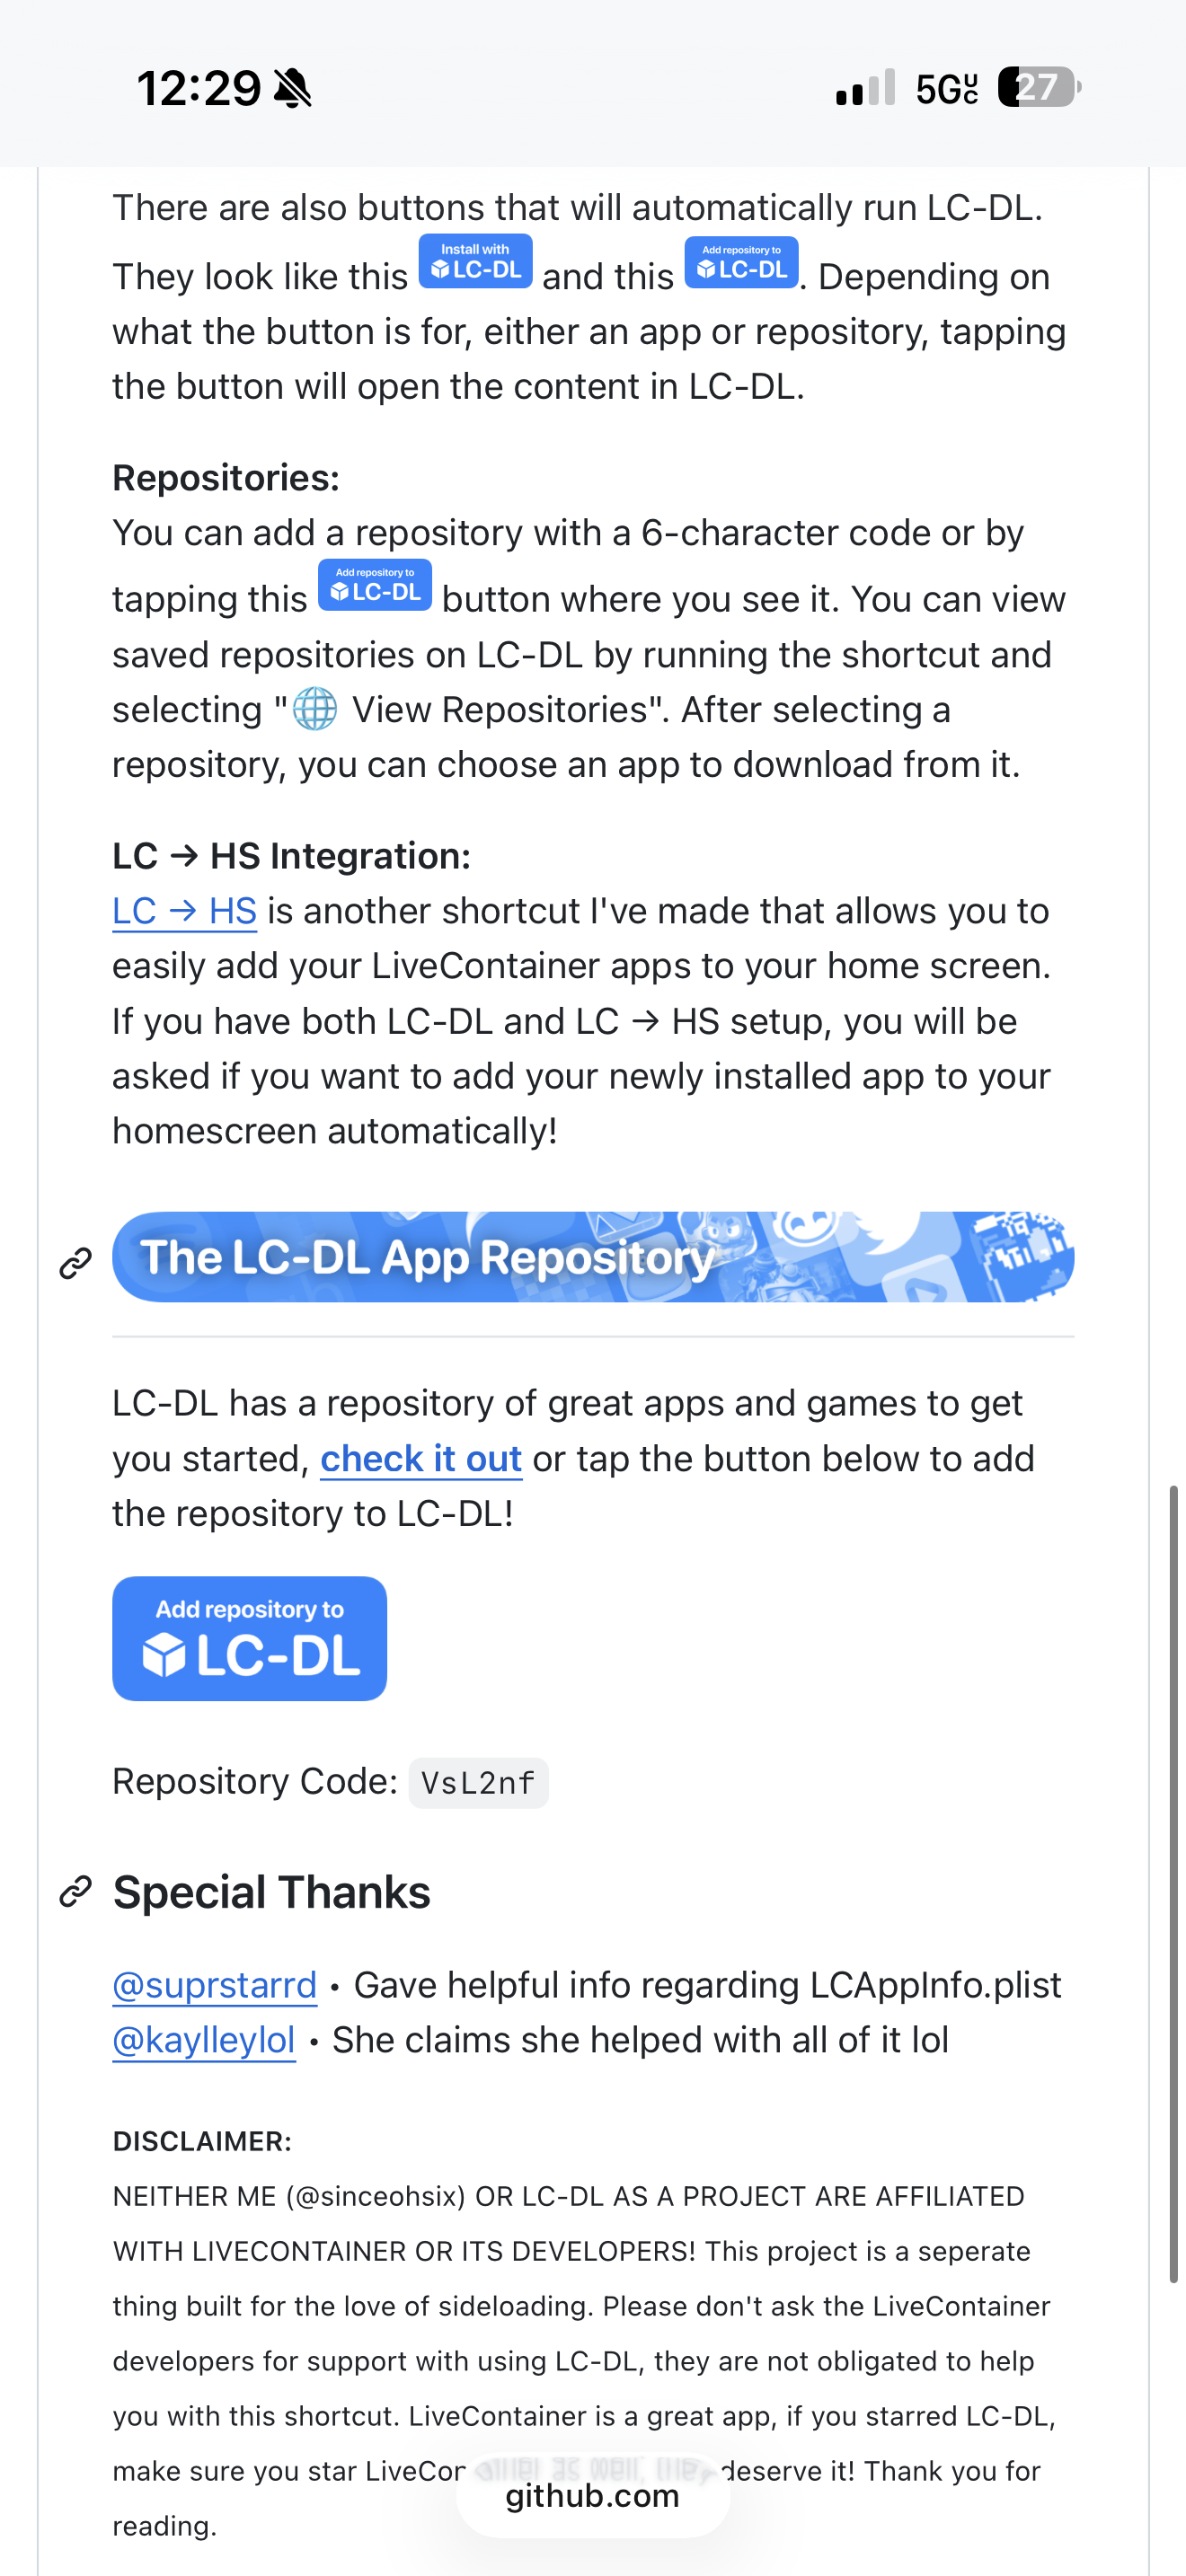 12:29
5GUC
27
There are also buttons that will automatically run LC-DL.
They look like this Install with LC-DL and this Add repository to LC-DL. Depending on
what the button is for, either an app or repository, tapping
the button will open the content in LC-DL.
Repositories:
You can add a repository with a 6-character code or by
tapping this Add repository to LC-DL button where you see it. You can view
saved repositories on LC-DL by running the shortcut and
selecting "🌐 View Repositories". After selecting a
repository, you can choose an app to download from it.
LC → HS Integration:
LC → HS is another shortcut I've made that allows you to
easily add your LiveContainer apps to your home screen.
If you have both LC-DL and LC → HS setup, you will be
asked if you want to add your newly installed app to your
homescreen automatically!
The LC-DL App Repository
LC-DL has a repository of great apps and games to get
you started, check it out or tap the button below to add
the repository to LC-DL!
Add repository to
LC-DL
Repository Code: VsL2nf
Special Thanks
@suprstarrd • Gave helpful info regarding LCAppInfo.plist
@kaylleylol • She claims she helped with all of it lol
DISCLAIMER:
NEITHER ME (@sinceohsix) OR LC-DL AS A PROJECT ARE AFFILIATED
WITH LIVECONTAINER OR ITS DEVELOPERS! This project is a seperate
thing built for the love of sideloading. Please don't ask the LiveContainer
developers for support with using LC-DL, they are not obligated to help
you with this shortcut. LiveContainer is a great app, if you starred LC-DL,
make sure you star LiveContainer as well, they deserve it! Thank you for
reading.
github.com